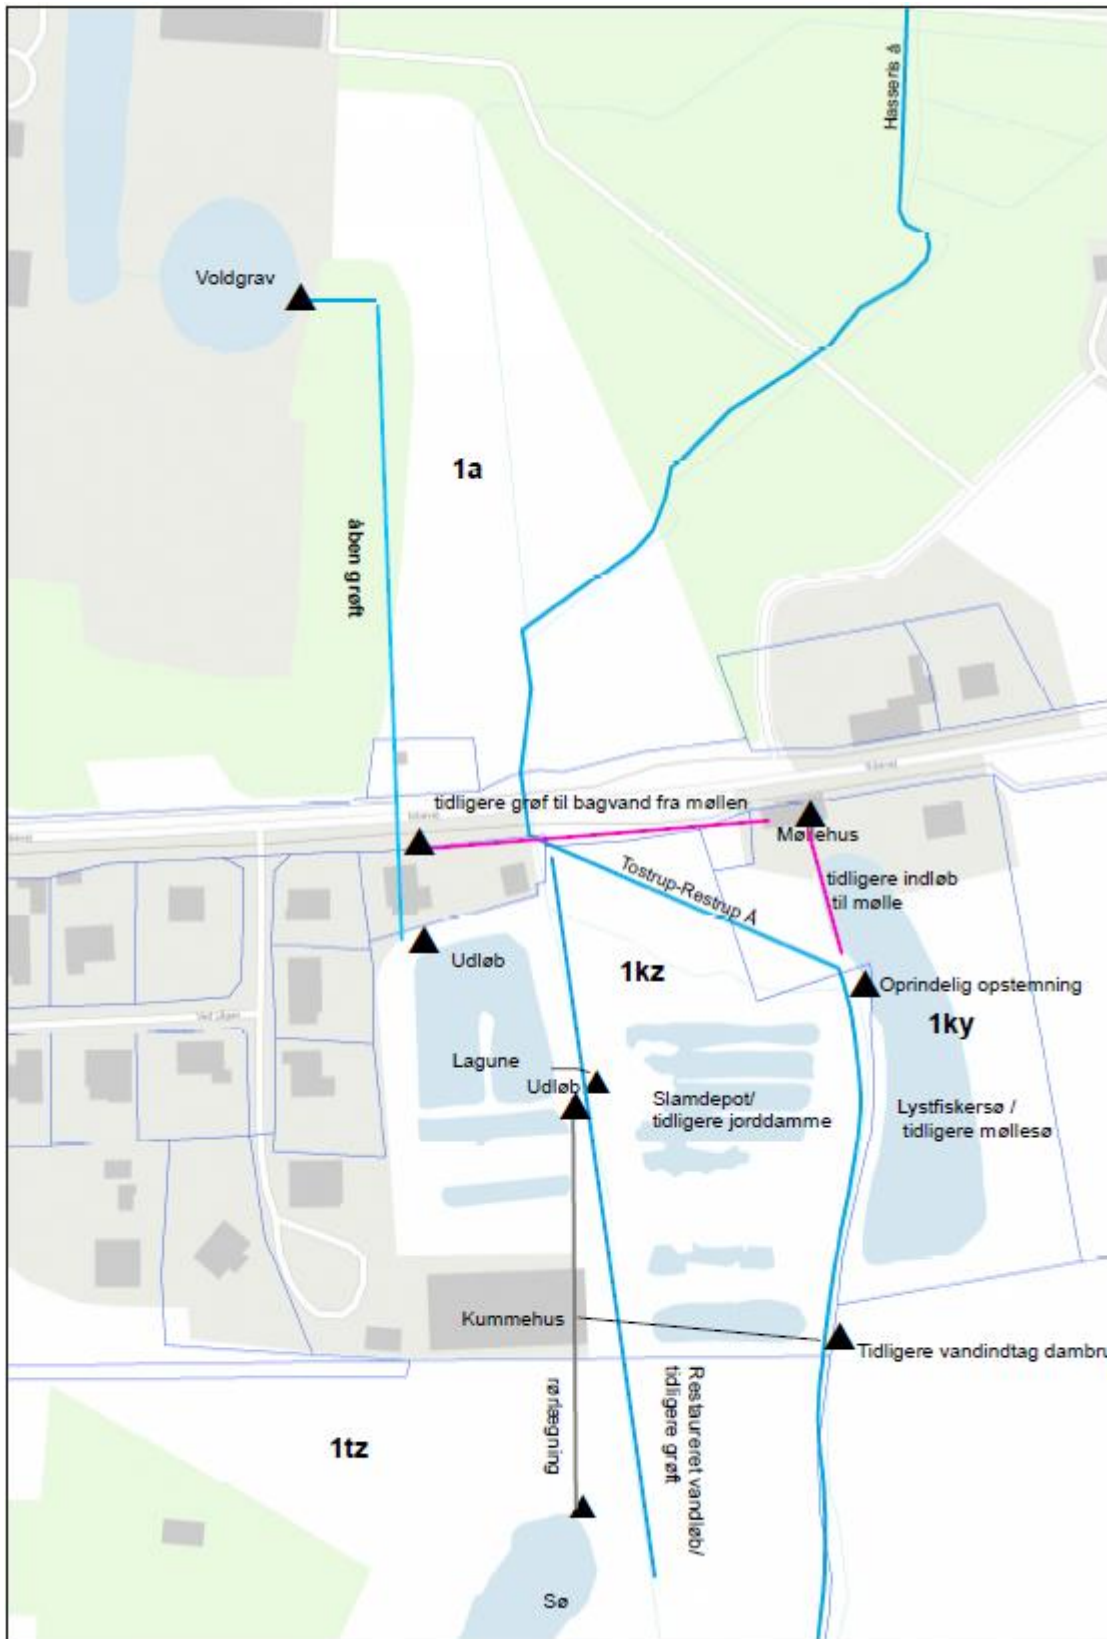 Hasseris å
Voldgrav
1a
åben grøft
tidligere grøf til bagvand fra møllen
Møllehus
Tostrup-Restrup Å
tidligere indløb
til mølle
Udløb
1kz
Oprindelig opstemning
1ky
Lagune
Udløb
Slamdepot/
tidligere jorddamme
Lystfiskersø /
tidligere møllesø
Kummehus
Tidligere vandindtag dambru
rørlægning
Restaureret vandløb/
tidligere grøft
1tz
Sø